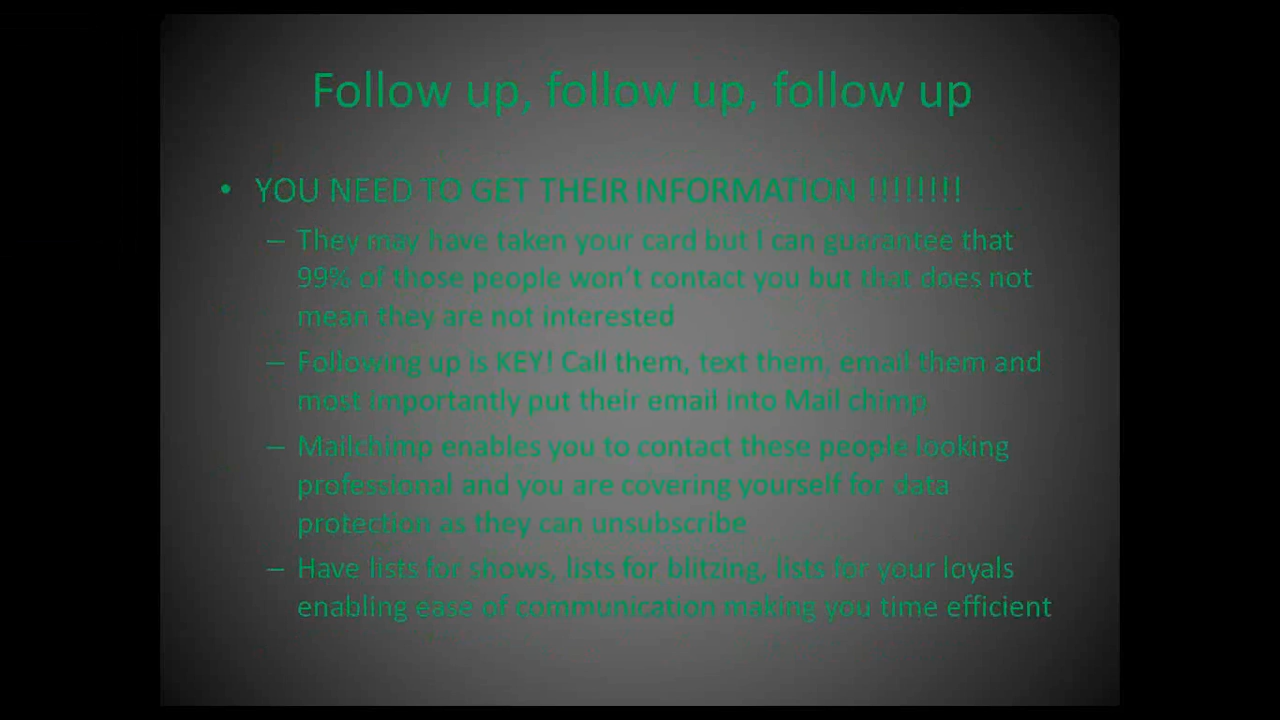 Follow up, follow up, follow up
• YOU NEED TO GET THEIR INFORMATION !!!!!!!!
– They may have taken your card but I can guarantee that
99% of those people won’t contact you but that does not
mean they are not interested
– Following up is KEY! Call them, text them, email them and
most importantly put their email into Mail chimp
– Mailchimp enables you to contact these people looking
professional and you are covering yourself for data
protection as they can unsubscribe
– Have lists for shows, lists for blitzing, lists for your loyals
enabling ease of communication making you time efficient